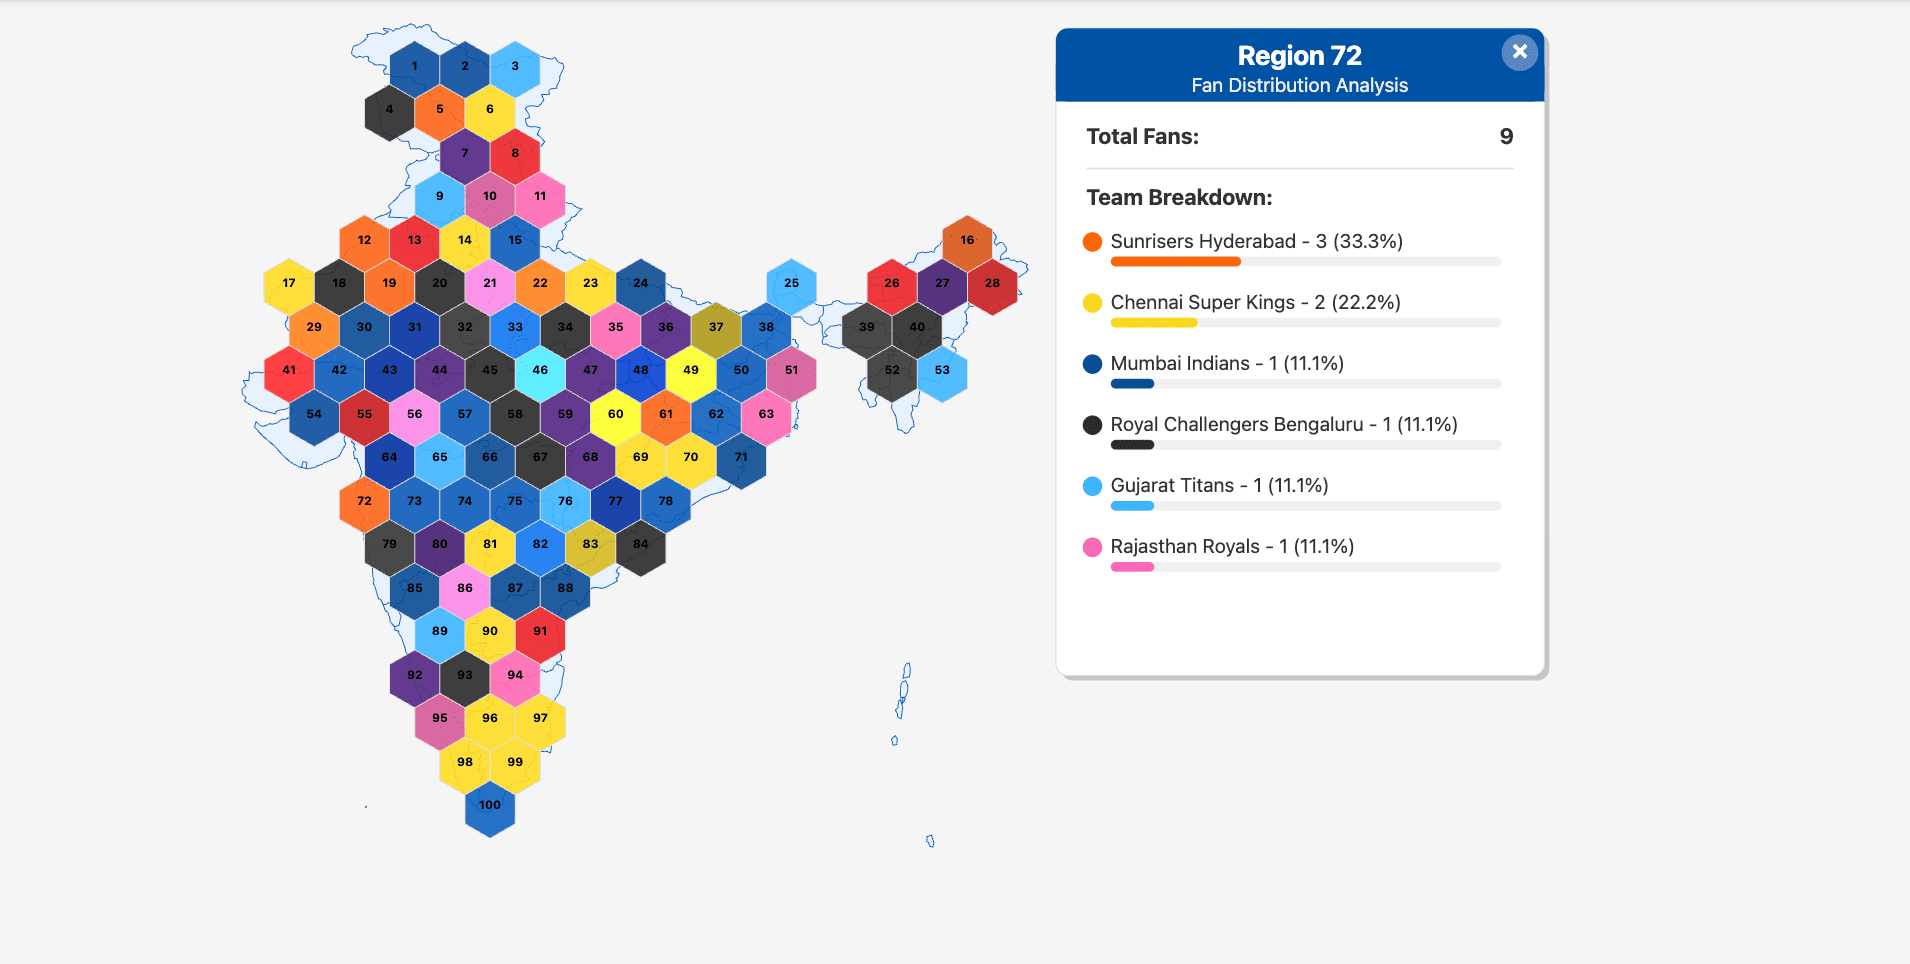 1 2 3
4 5 6
7 8
9 10 11
12 13 14 15 16
17 18 19 20 21 22 23 24 25 26 27 28
29 30 31 32 33 34 35 36 37 38 39 40
41 42 43 44 45 46 47 48 49 50 51 52 53
54 55 56 57 58 59 60 61 62 63
64 65 66 67 68 69 70 71
72 73 74 75 76 77 78
79 80 81 82 83 84
85 86 87 88
89 90 91
92 93 94
95 96 97
98 99
100
Region 72
×
Fan Distribution Analysis
Total Fans: 9
Team Breakdown:
Sunrisers Hyderabad - 3 (33.3%)
Chennai Super Kings - 2 (22.2%)
Mumbai Indians - 1 (11.1%)
Royal Challengers Bengaluru - 1 (11.1%)
Gujarat Titans - 1 (11.1%)
Rajasthan Royals - 1 (11.1%)